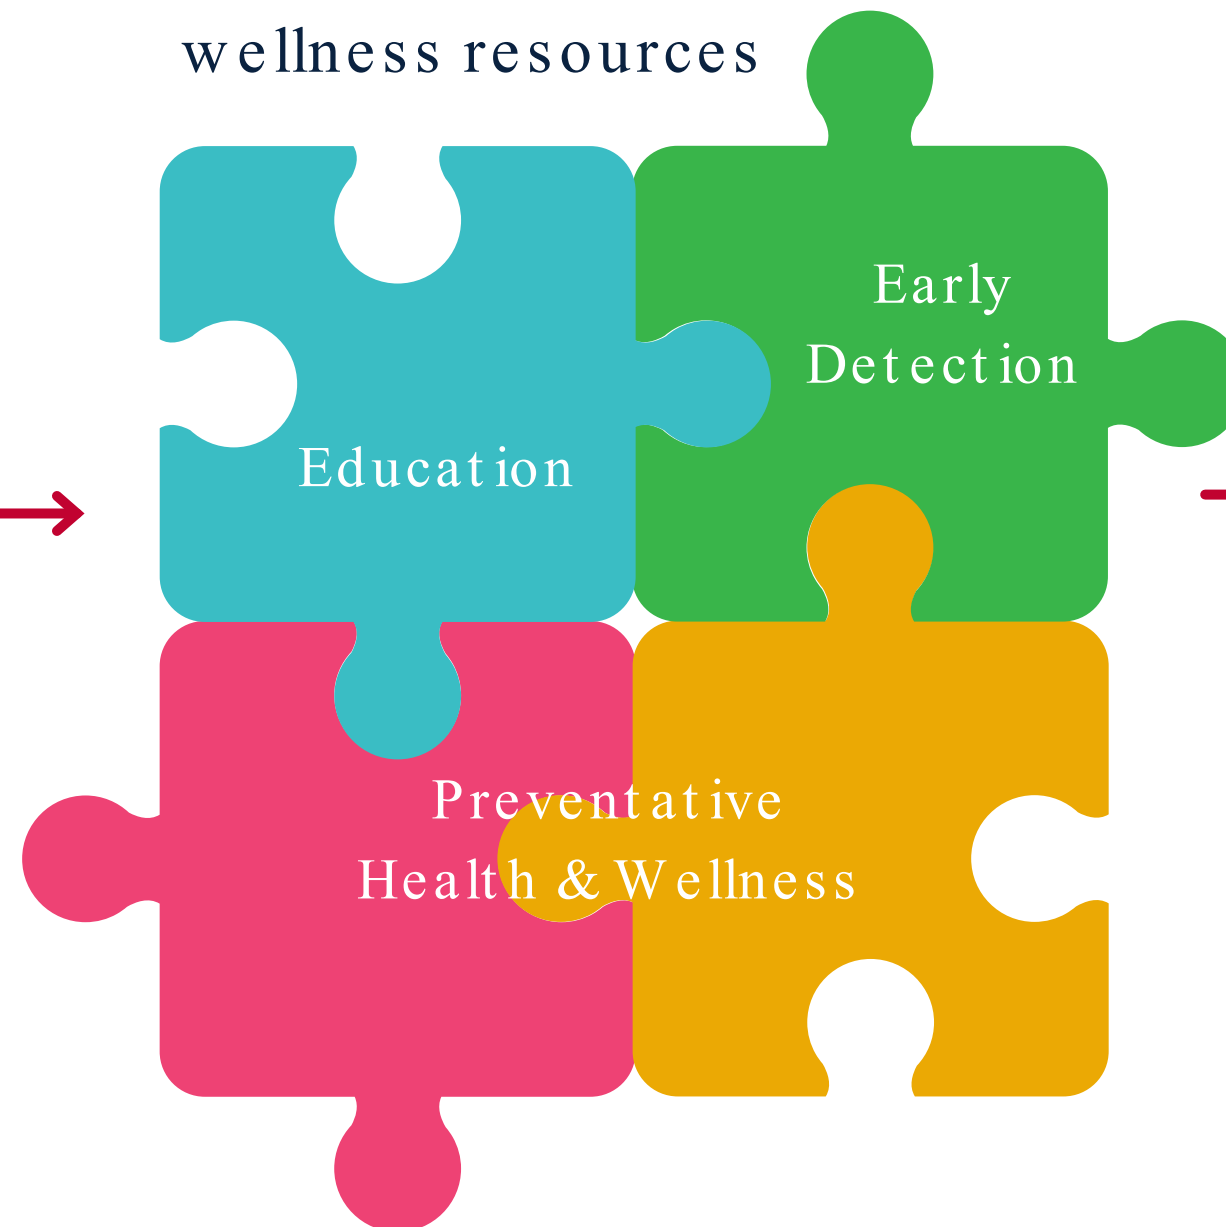 wellness resources
Early
Detection
Education
Preventative
Health & Wellness